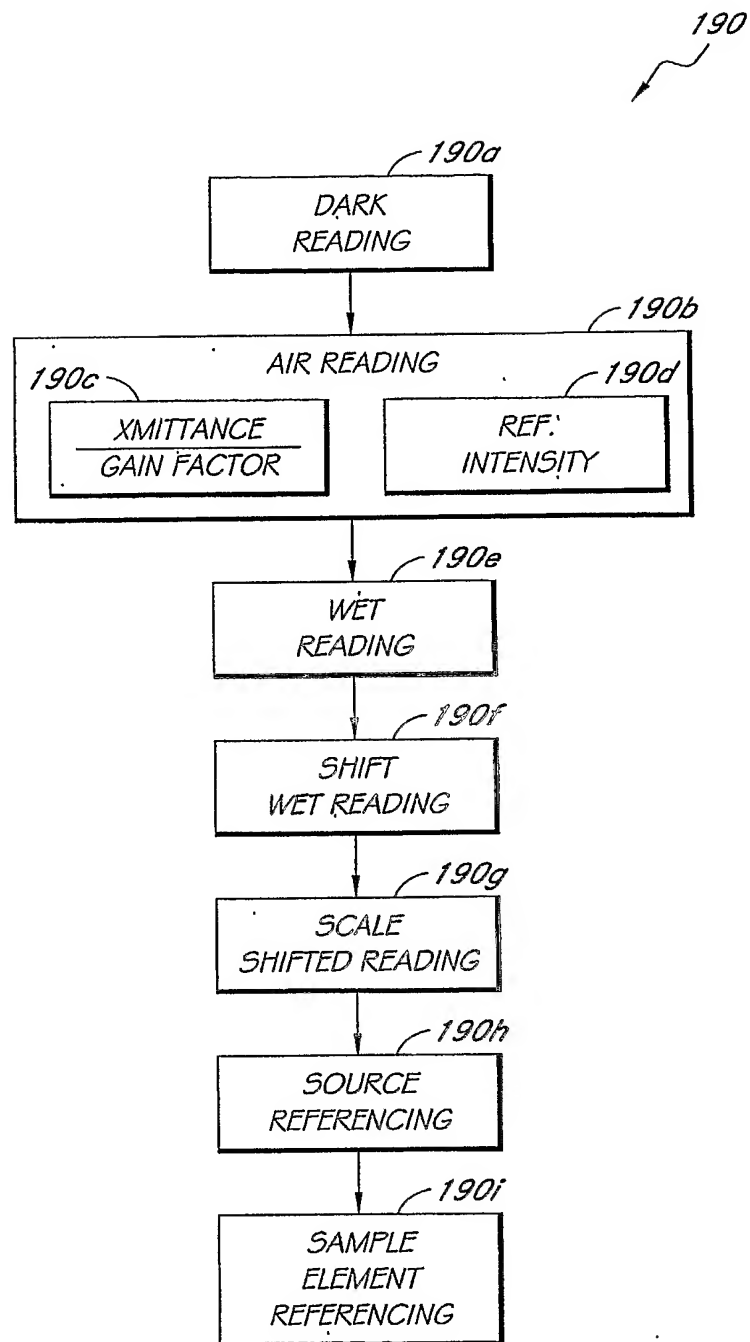 190
190a
DARK
READING
190b
AIR READING
190c
190d
XMITTANCE
GAIN FACTOR
REF.
INTENSITY
190e
WET
READING
190f
SHIFT
WET READING
190g
SCALE
SHIFTED READING
190h
SOURCE
REFERENCING
190i
SAMPLE
ELEMENT
REFERENCING